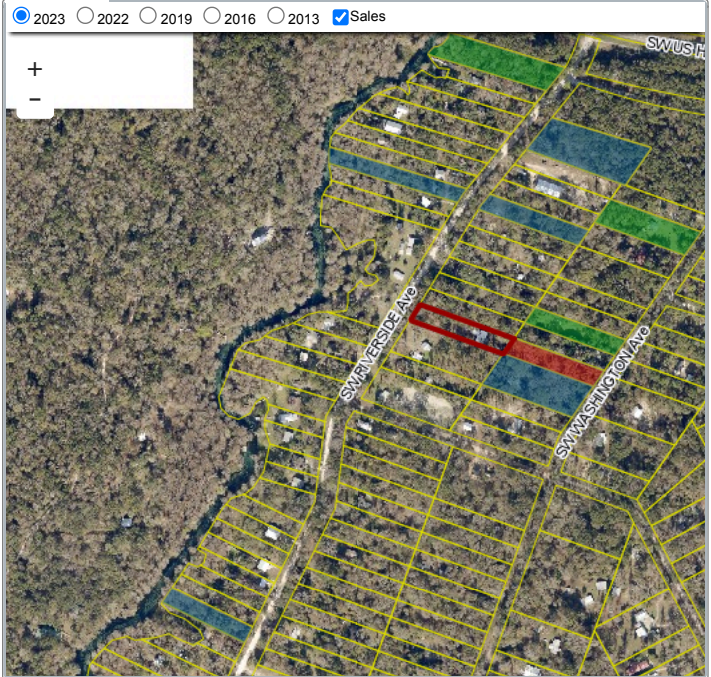 2023 2022 2019 2016 2013 Sales
+
−
SW US H
SW RIVERSIDE Ave
SW WASHINGTON Ave